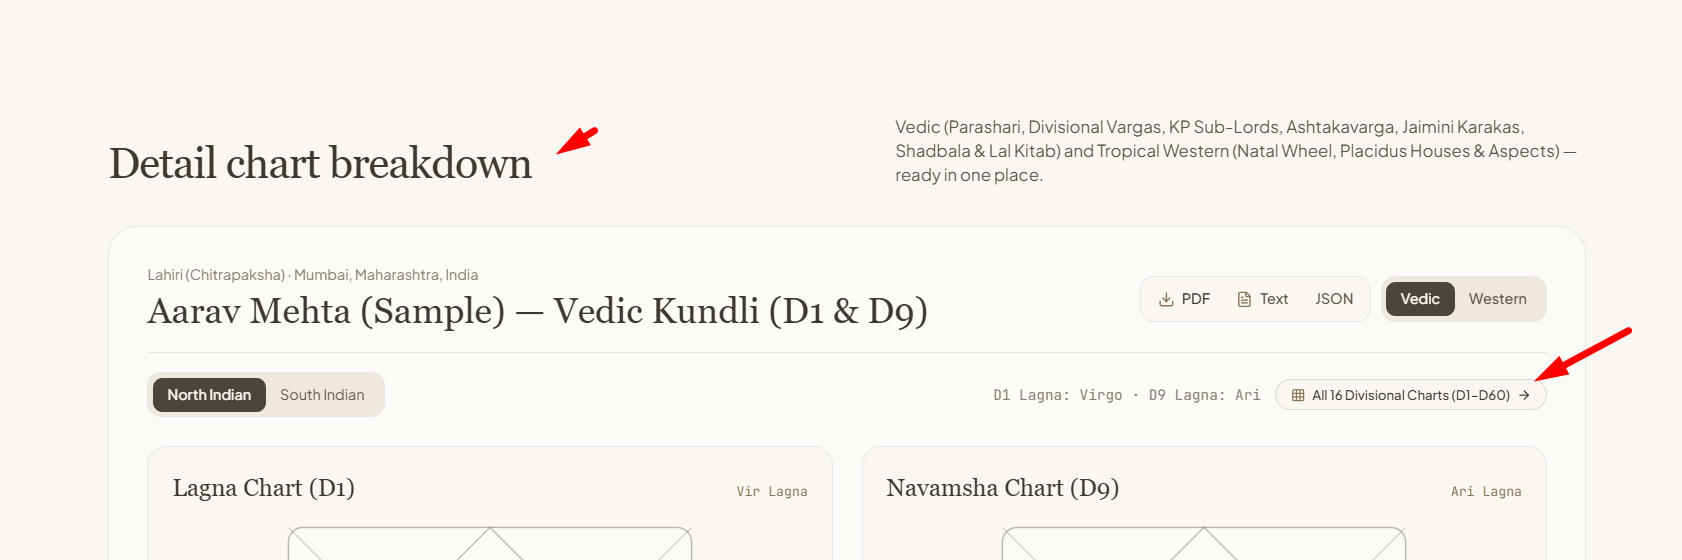 Detail chart breakdown
Vedic (Parashari, Divisional Vargas, KP Sub-Lords, Ashtakavarga, Jaimini Karakas,
Shadbala & Lal Kitab) and Tropical Western (Natal Wheel, Placidus Houses & Aspects) —
ready in one place.
Lahiri (Chitrapaksha) · Mumbai, Maharashtra, India
Aarav Mehta (Sample) — Vedic Kundli (D1 & D9)
PDF Text JSON
Vedic Western
North Indian South Indian
D1 Lagna: Virgo · D9 Lagna: Ari
All 16 Divisional Charts (D1–D60) →
Lagna Chart (D1)
Vir Lagna
Navamsha Chart (D9)
Ari Lagna